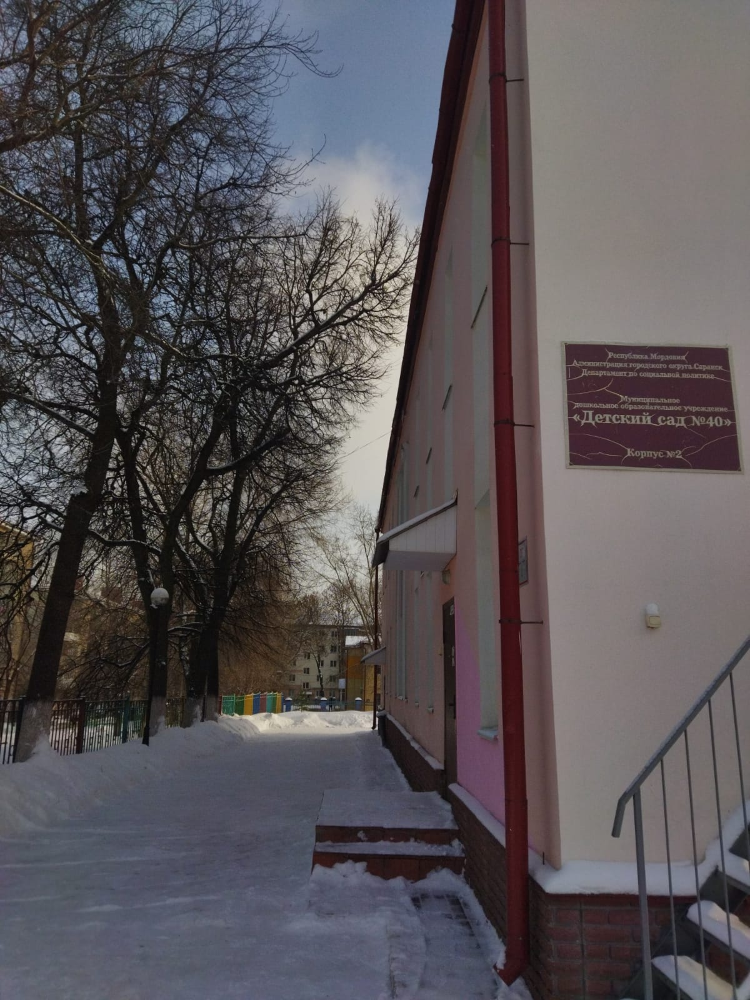 Республика Мордовия
Администрация городского округа Саранск
Департамент по социальной политике
Муниципальное
дошкольное образовательное учреждение
«Детский сад №40»
Корпус №2